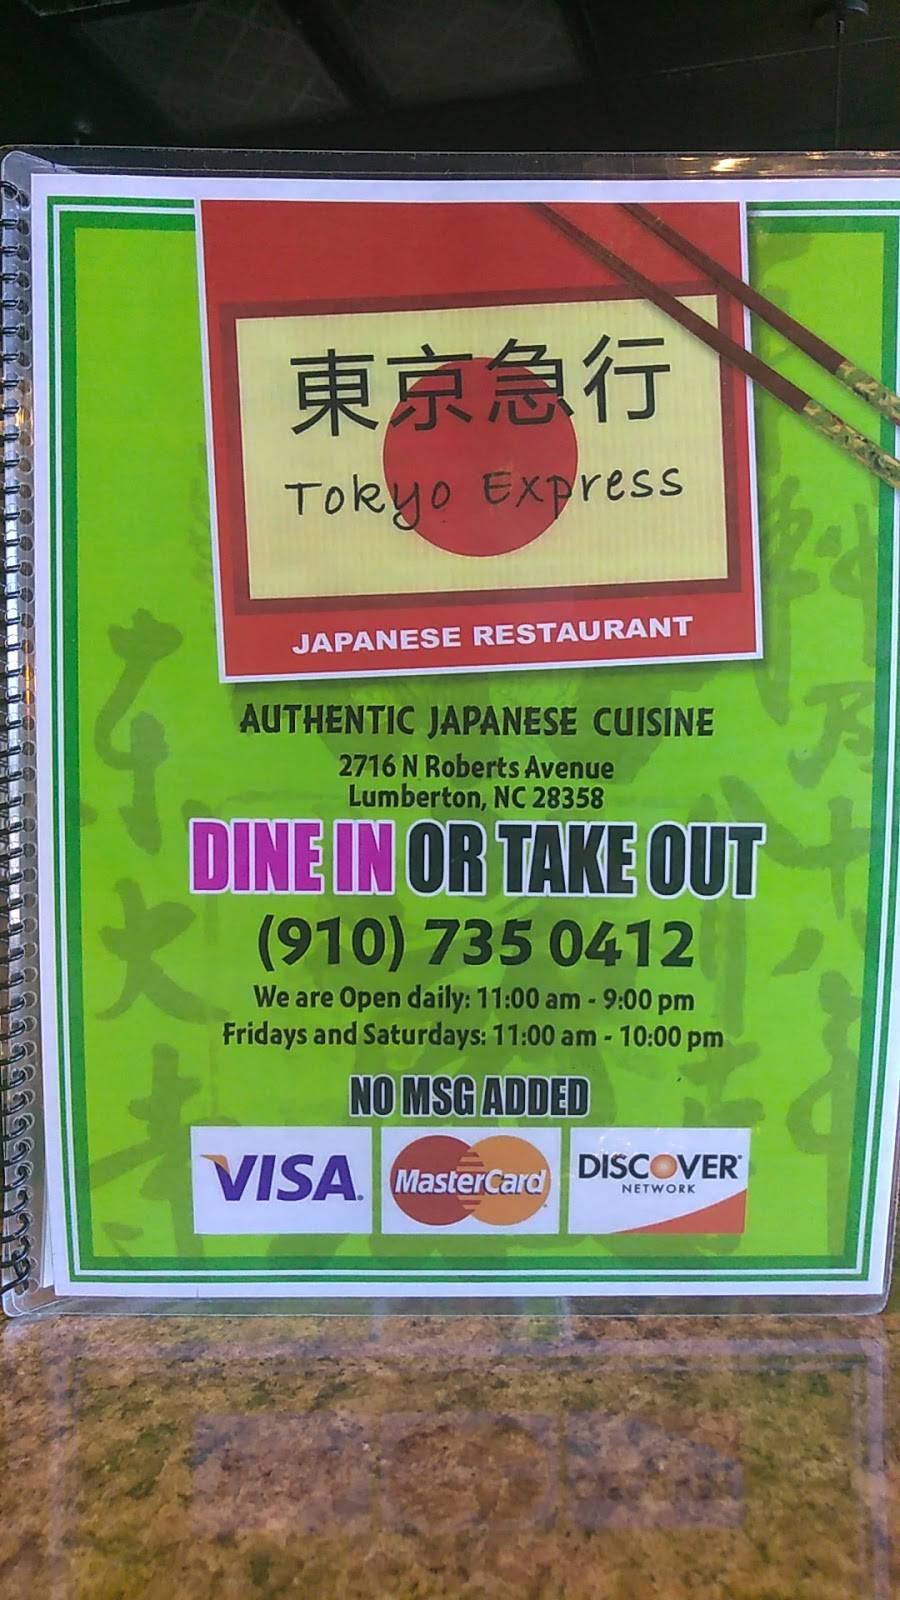 東京急行
Tokyo Express
JAPANESE RESTAURANT
AUTHENTIC JAPANESE CUISINE
2716 N Roberts Avenue
Lumberton, NC 28358
DINE IN OR TAKE OUT
(910) 735 0412
We are Open daily: 11:00 am - 9:00 pm
Fridays and Saturdays: 11:00 am - 10:00 pm
NO MSG ADDED
VISA MasterCard DISCOVER
NETWORK